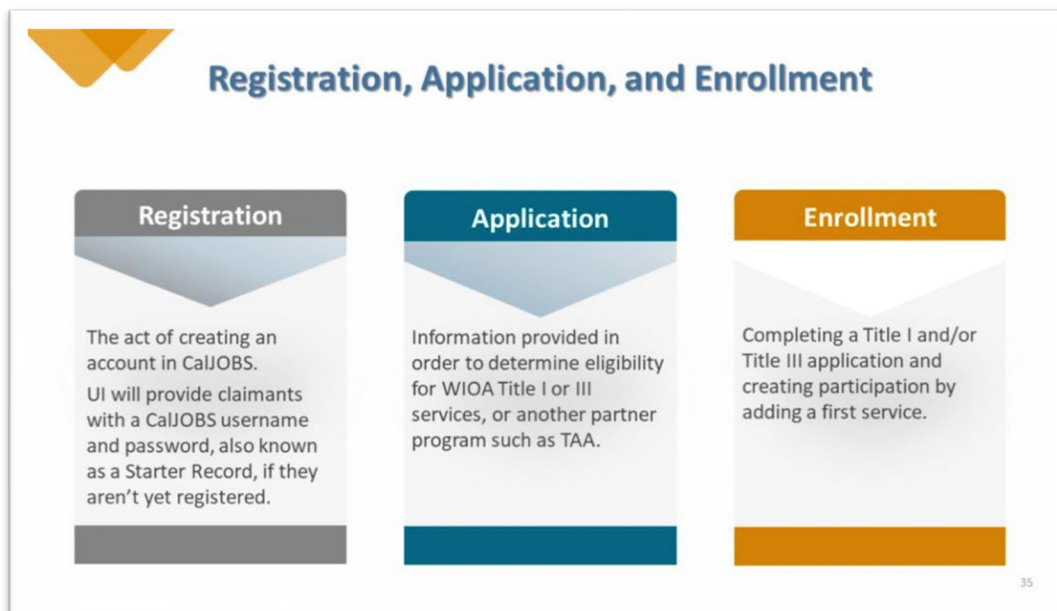 Registration, Application, and Enrollment
Registration
The act of creating an
account in CalJOBS.
UI will provide claimants
with a CalJOBS username
and password, also known
as a Starter Record, if they
aren't yet registered.
Application
Information provided in
order to determine eligibility
for WIOA Title I or III
services, or another partner
program such as TAA.
Enrollment
Completing a Title I and/or
Title III application and
creating participation by
adding a first service.
35